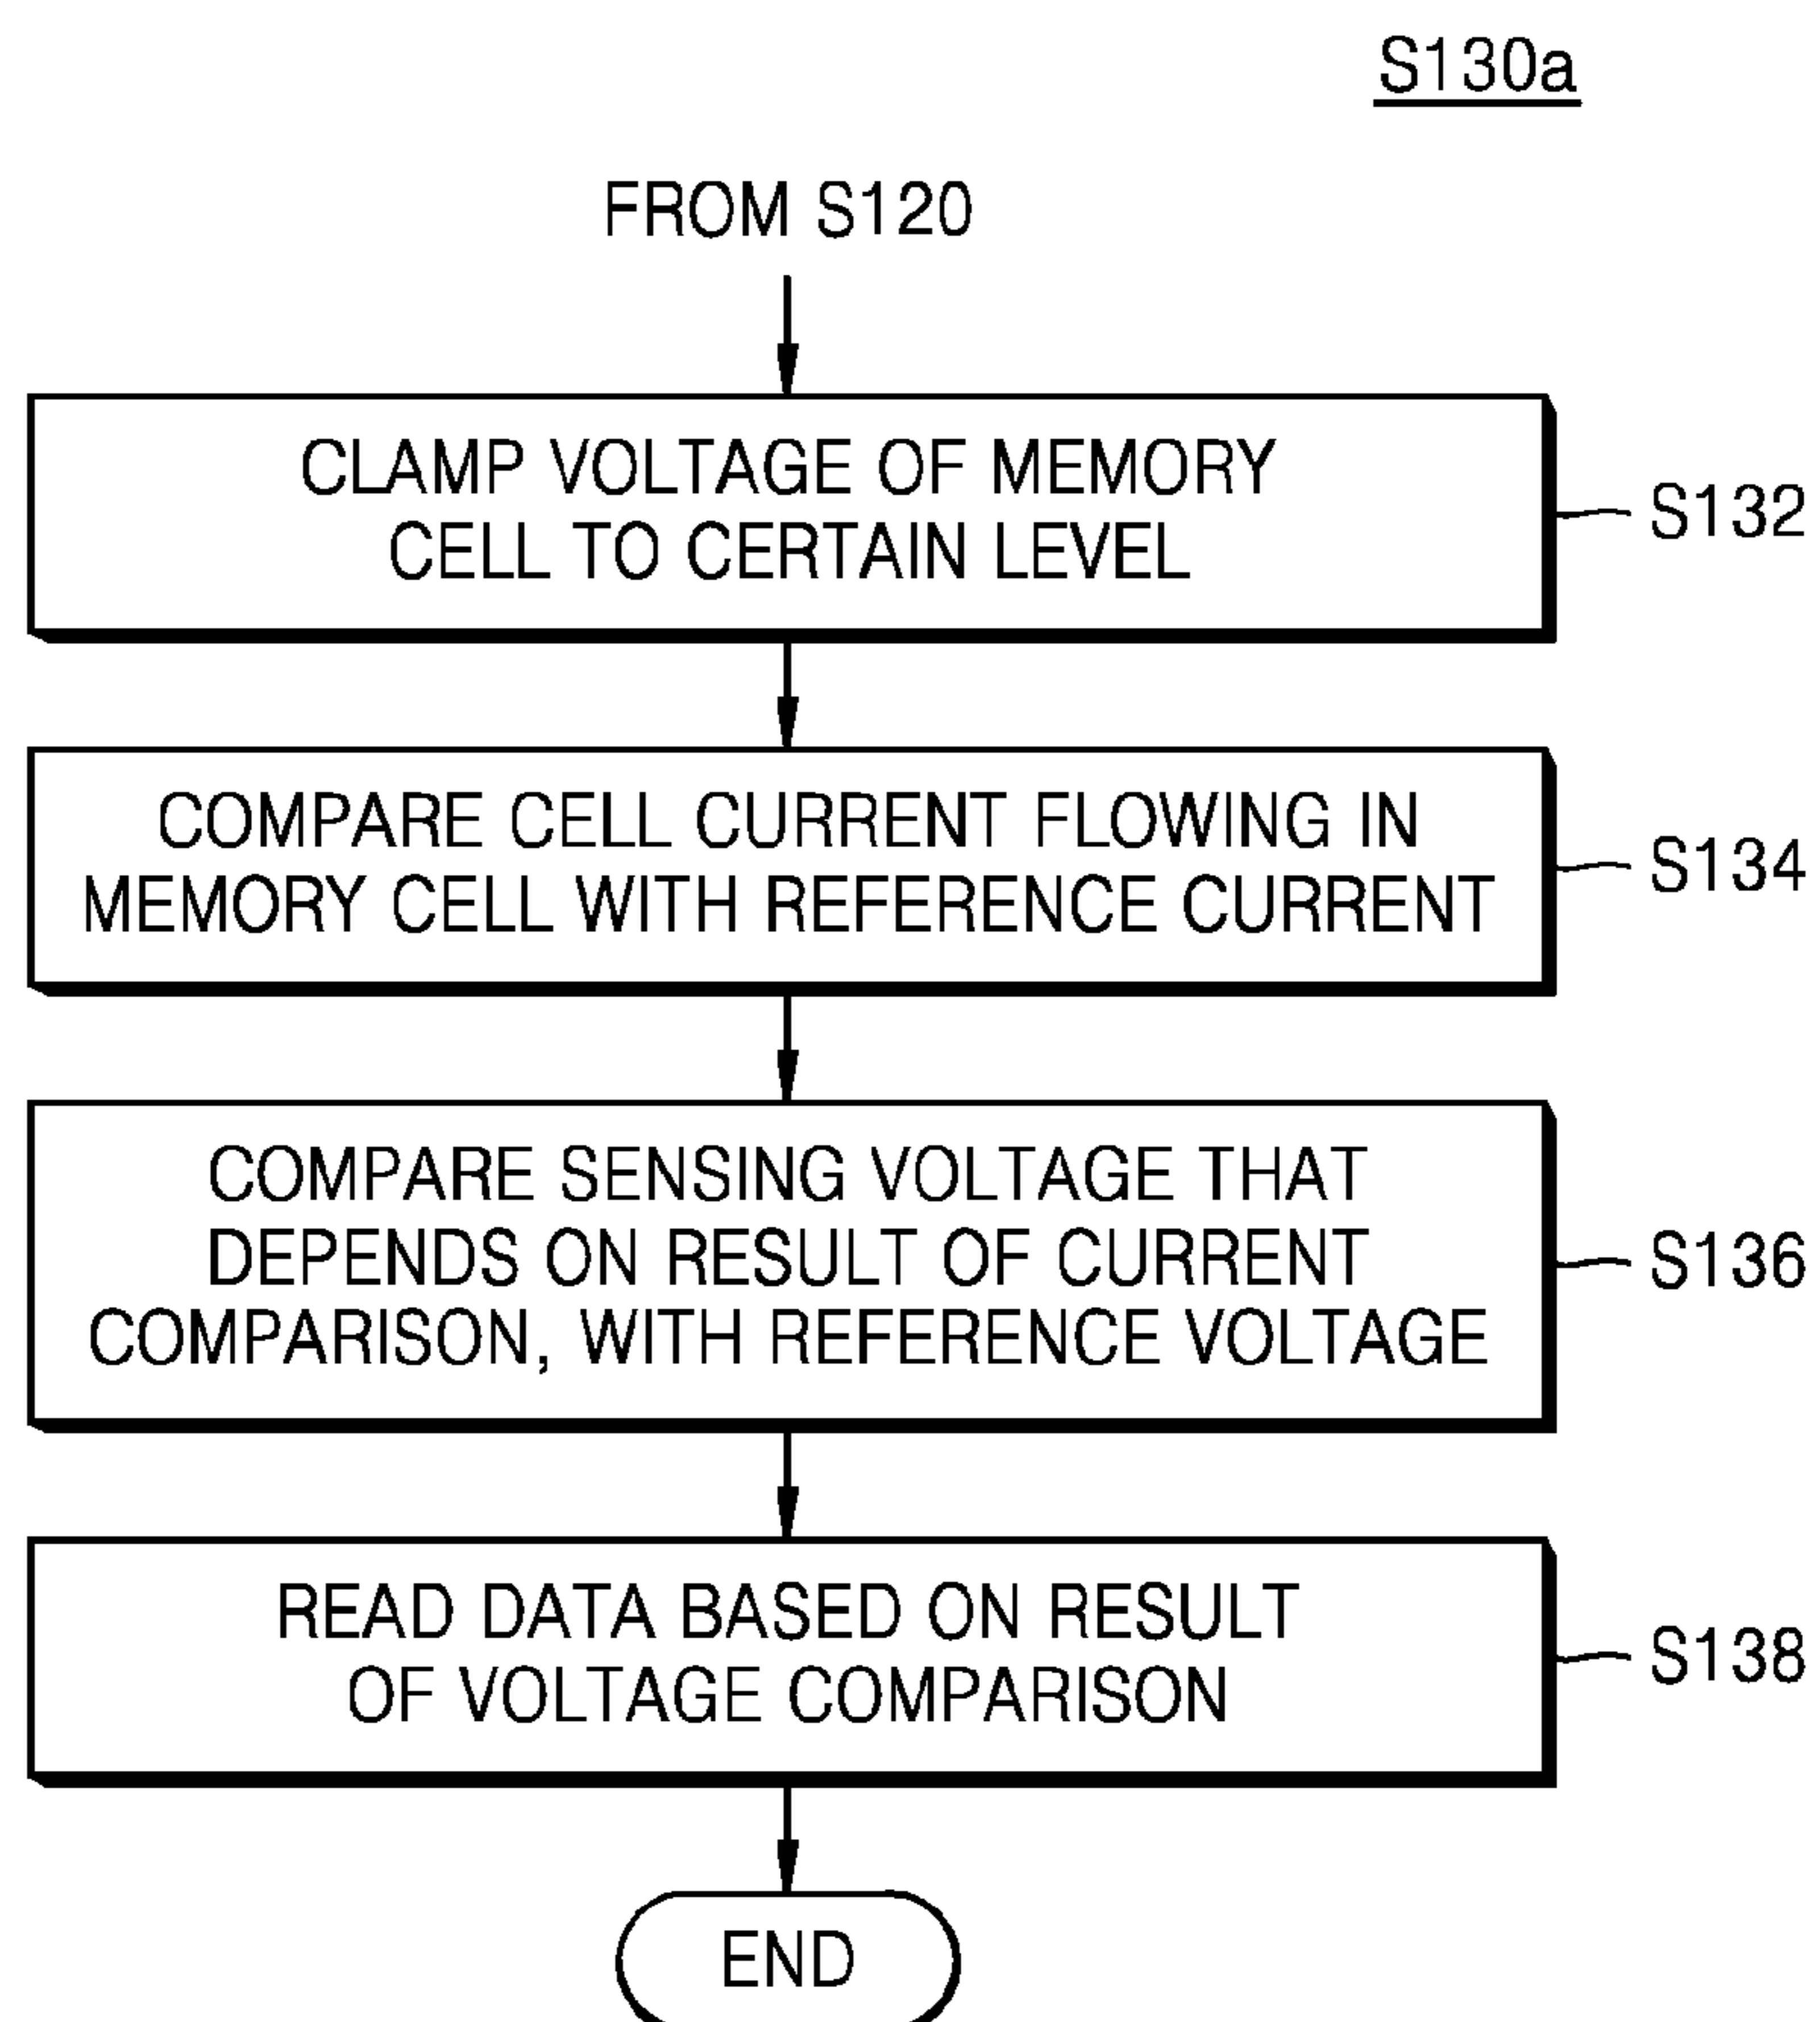 S130a
FROM S120
CLAMP VOLTAGE OF MEMORY
CELL TO CERTAIN LEVEL
S132
COMPARE CELL CURRENT FLOWING IN
MEMORY CELL WITH REFERENCE CURRENT
S134
COMPARE SENSING VOLTAGE THAT
DEPENDS ON RESULT OF CURRENT
COMPARISON, WITH REFERENCE VOLTAGE
S136
READ DATA BASED ON RESULT
OF VOLTAGE COMPARISON
S138
END